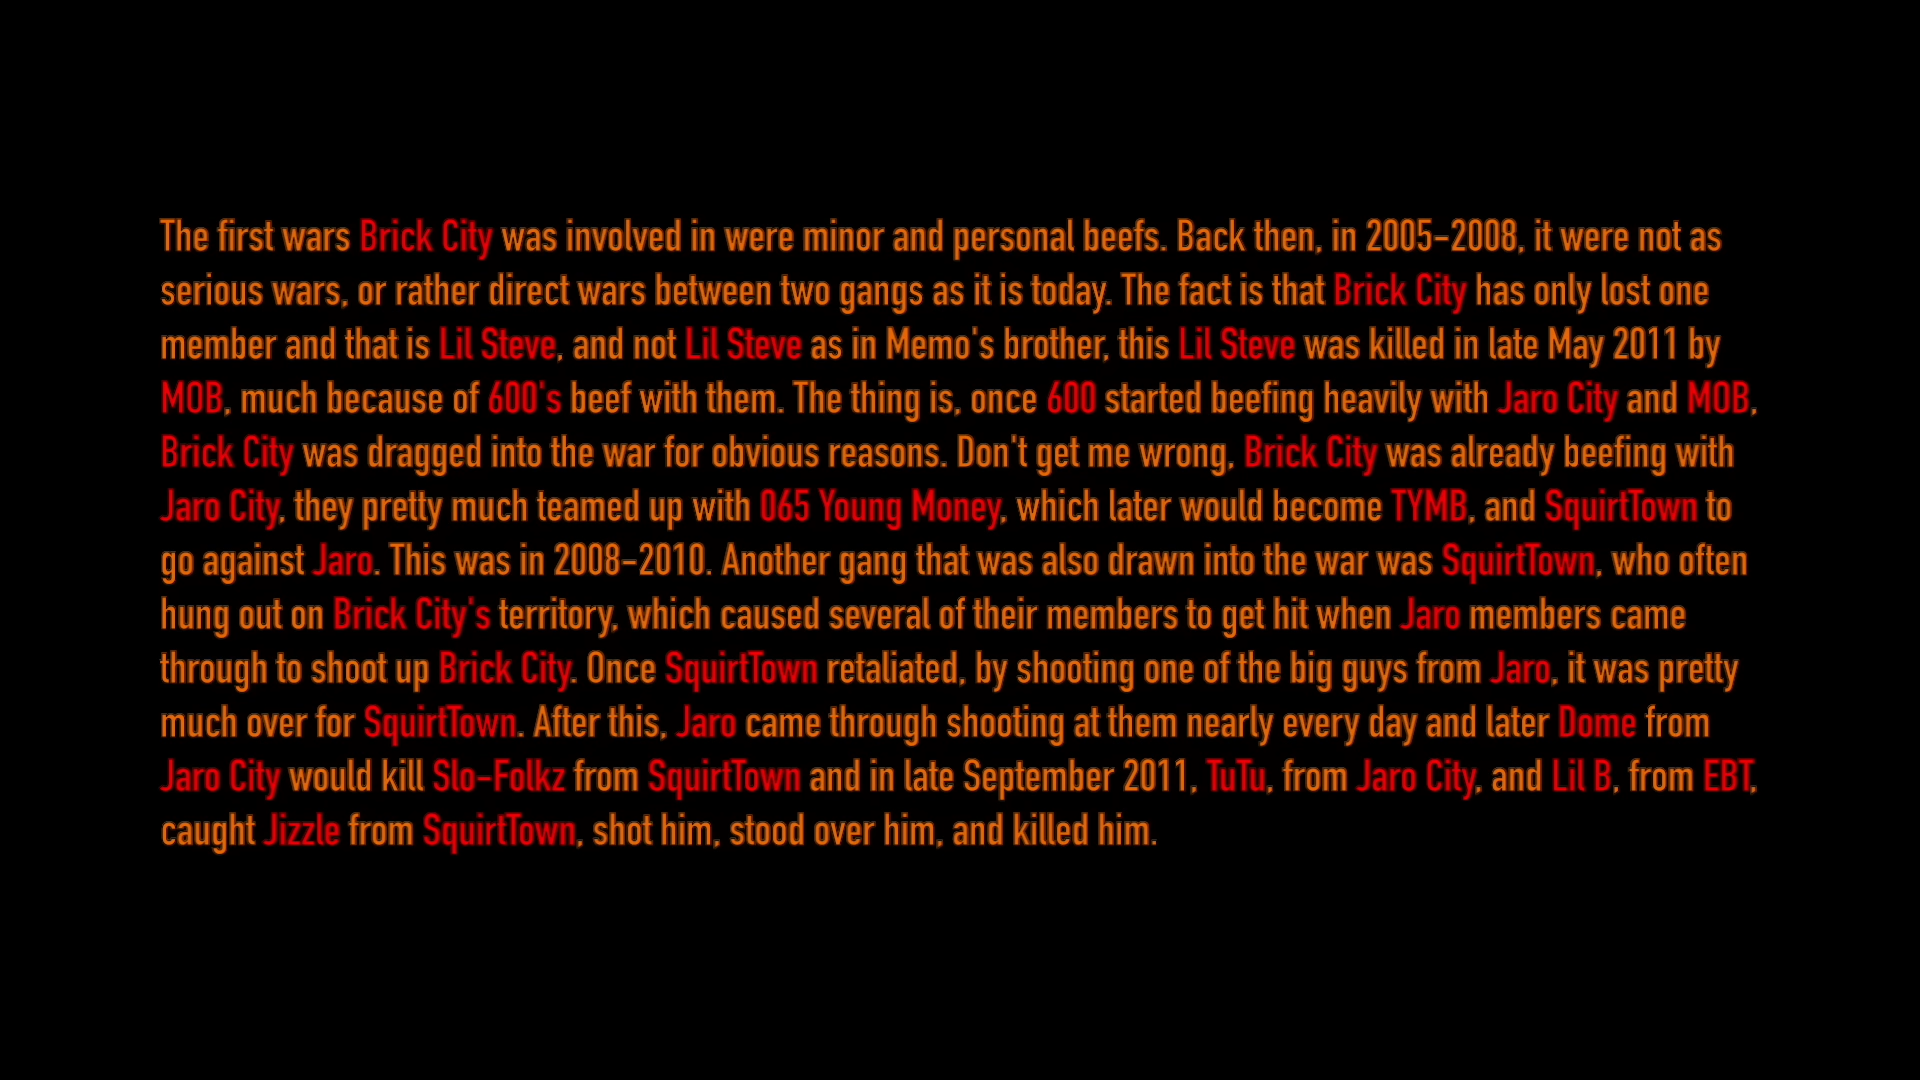 The first wars Brick City was involved in were minor and personal beefs. Back then, in 2005-2008, it were not as
serious wars, or rather direct wars between two gangs as it is today. The fact is that Brick City has only lost one
member and that is Lil Steve, and not Lil Steve as in Memo's brother, this Lil Steve was killed in late May 2011 by
MOB, much because of 600's beef with them. The thing is, once 600 started beefing heavily with Jaro City and MOB,
Brick City was dragged into the war for obvious reasons. Don't get me wrong, Brick City was already beefing with
Jaro City, they pretty much teamed up with 065 Young Money, which later would become TYMB, and SquirtTown to
go against Jaro. This was in 2008-2010. Another gang that was also drawn into the war was SquirtTown, who often
hung out on Brick City's territory, which caused several of their members to get hit when Jaro members came
through to shoot up Brick City. Once SquirtTown retaliated, by shooting one of the big guys from Jaro, it was pretty
much over for SquirtTown. After this, Jaro came through shooting at them nearly every day and later Dome from
Jaro City would kill Slo-Folkz from SquirtTown and in late September 2011, TuTu, from Jaro City, and Lil B, from EBT,
caught Jizzle from SquirtTown, shot him, stood over him, and killed him.